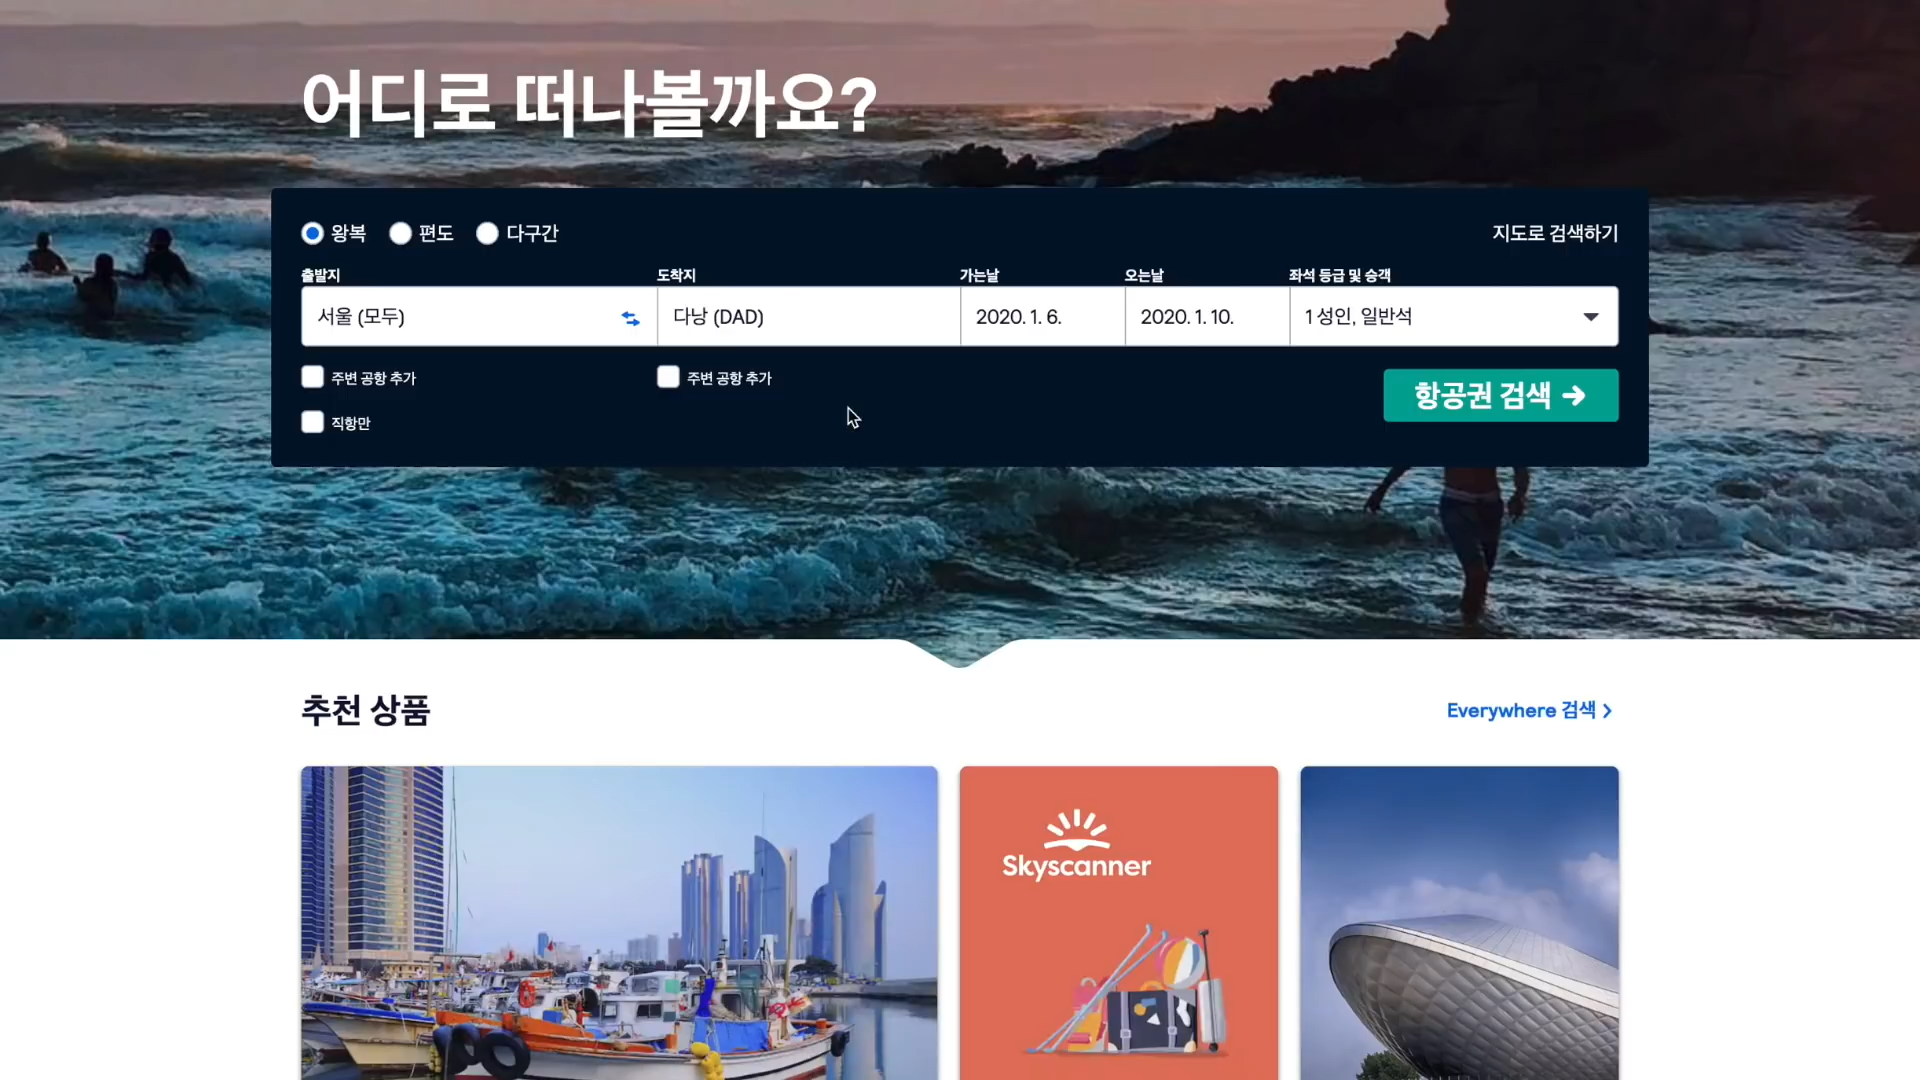 어디로 떠나볼까요?
왕복 편도 다구간 지도로 검색하기
출발지 도착지 가는날 오는날 좌석 등급 및 승객
서울 (모두) 다낭 (DAD) 2020. 1. 6. 2020. 1. 10. 1 성인, 일반석
주변 공항 추가 주변 공항 추가
항공권 검색
직항만
추천 상품 Everywhere 검색
Skyscanner